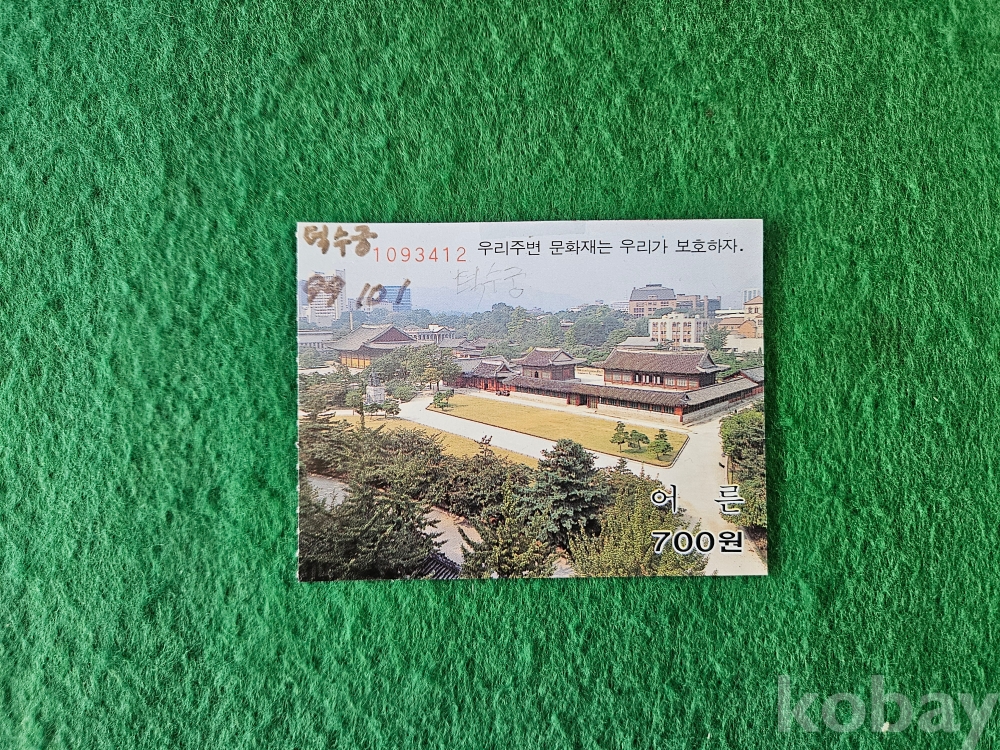 덕수궁
1093412
우리주변 문화재는 우리가 보호하자.
덕수궁
99 10 1
어른
700원
kobay